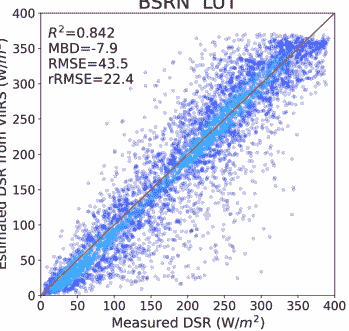 BSRN LUT
R²=0.842
MBD=-7.9
RMSE=43.5
rRMSE=22.4
Estimated DSR from VIIRS (W/m²)
400
350
300
250
200
150
100
50
0
0 50 100 150 200 250 300 350 400
Measured DSR (W/m²)